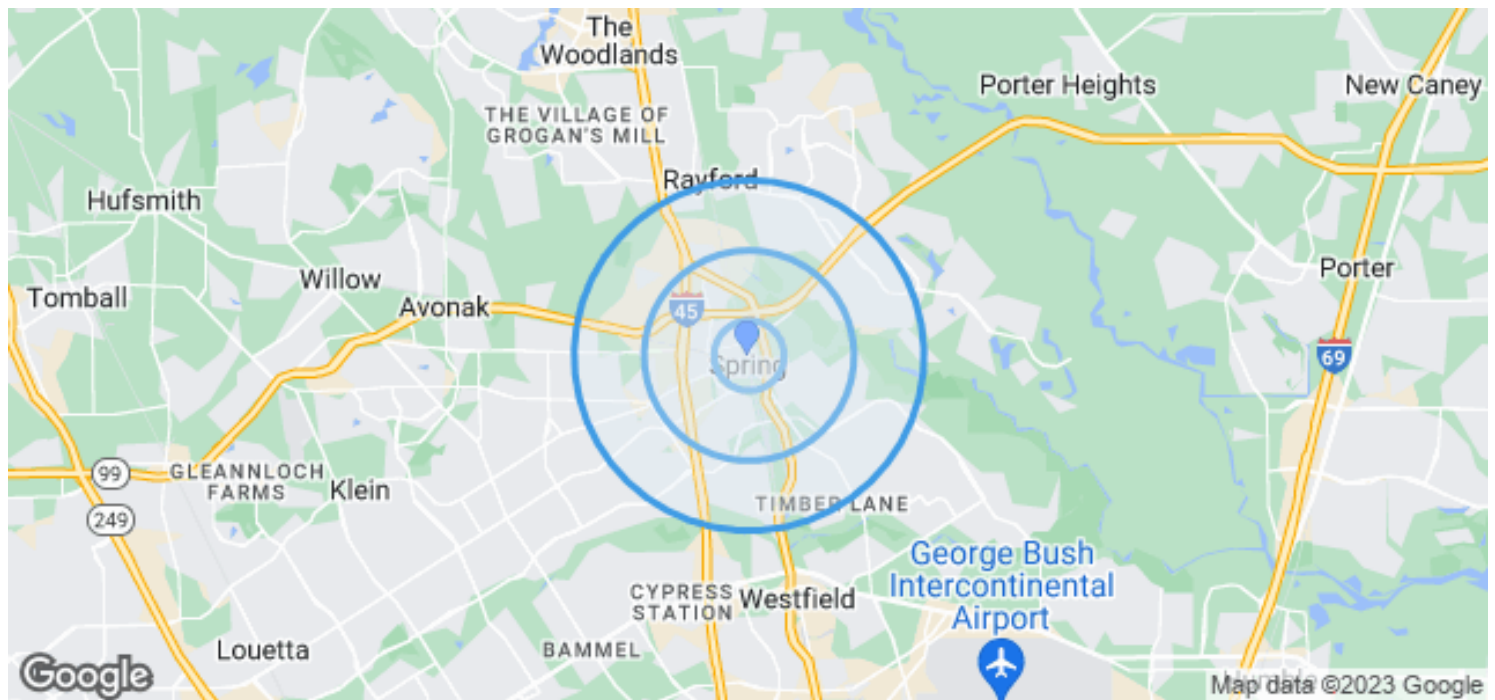 The
Woodlands
Porter Heights
New Caney
THE VILLAGE OF
GROGAN'S MILL
Rayford
Hufsmith
Willow
Porter
Tomball
Avonak
45
Spring
69
99
GLEANNLOCH
FARMS
Klein
249
TIMBER LANE
George Bush
Intercontinental
Airport
CYPRESS
STATION
Westfield
Louetta
BAMMEL
Google
Humble
Map data ©2023 Google